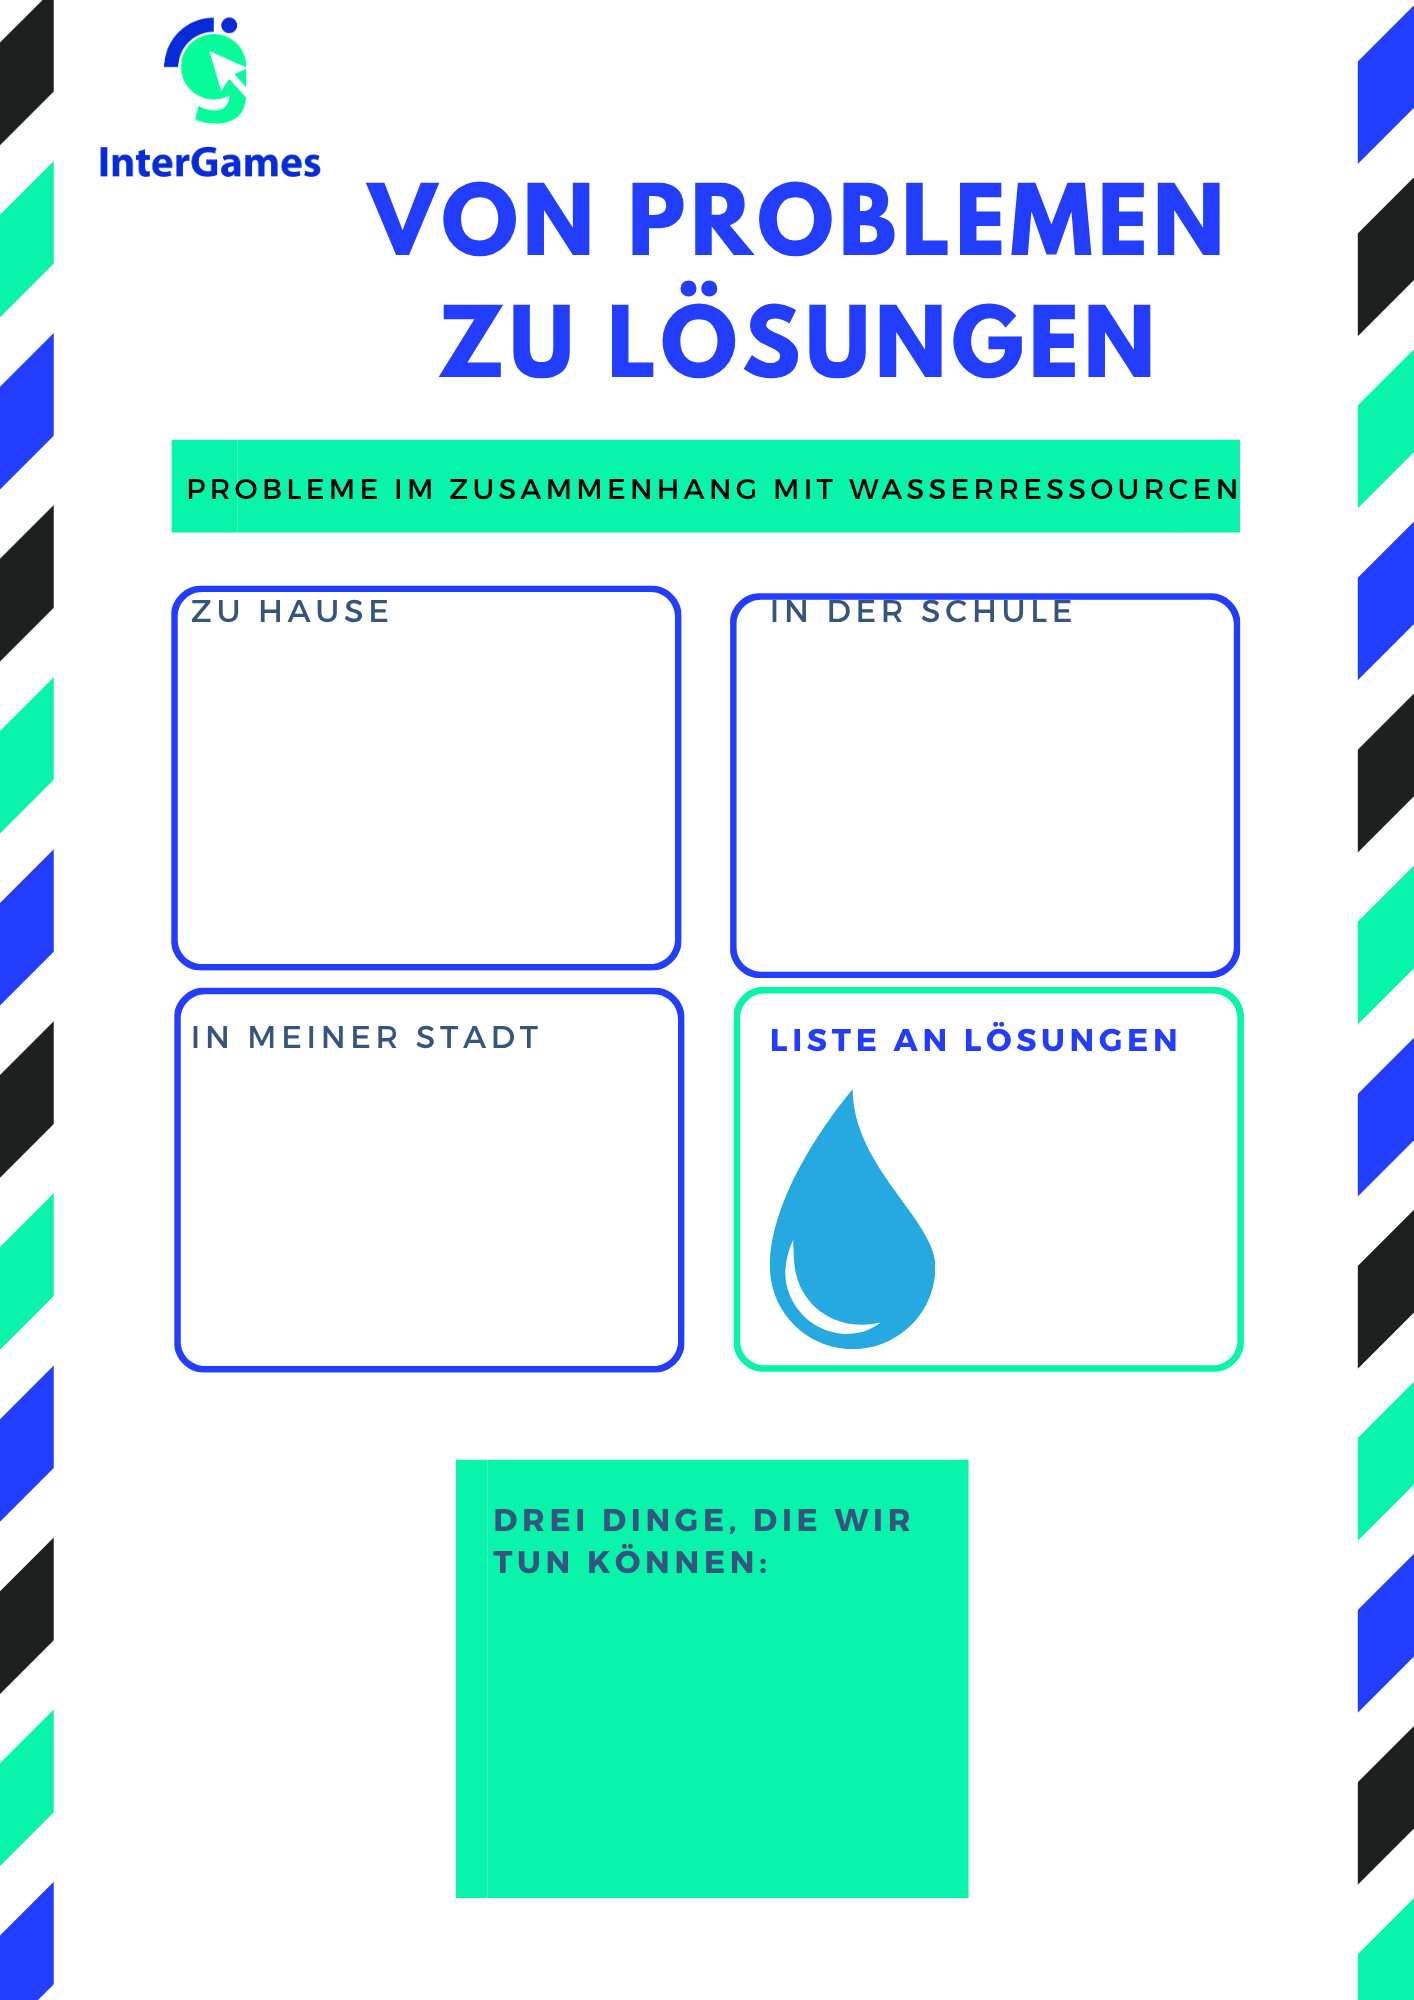 InterGames
VON PROBLEMEN
ZU LÖSUNGEN
PROBLEME IM ZUSAMMENHANG MIT WASSERRESSOURCEN
ZU HAUSE
IN DER SCHULE
IN MEINER STADT
LISTE AN LÖSUNGEN
DREI DINGE, DIE WIR
TUN KÖNNEN: